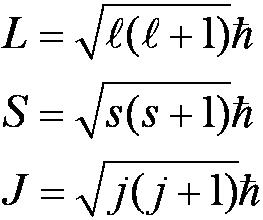 L = √ℓ(ℓ + 1)ħ
S = √s(s + 1)ħ
J = √j(j + 1)ħ